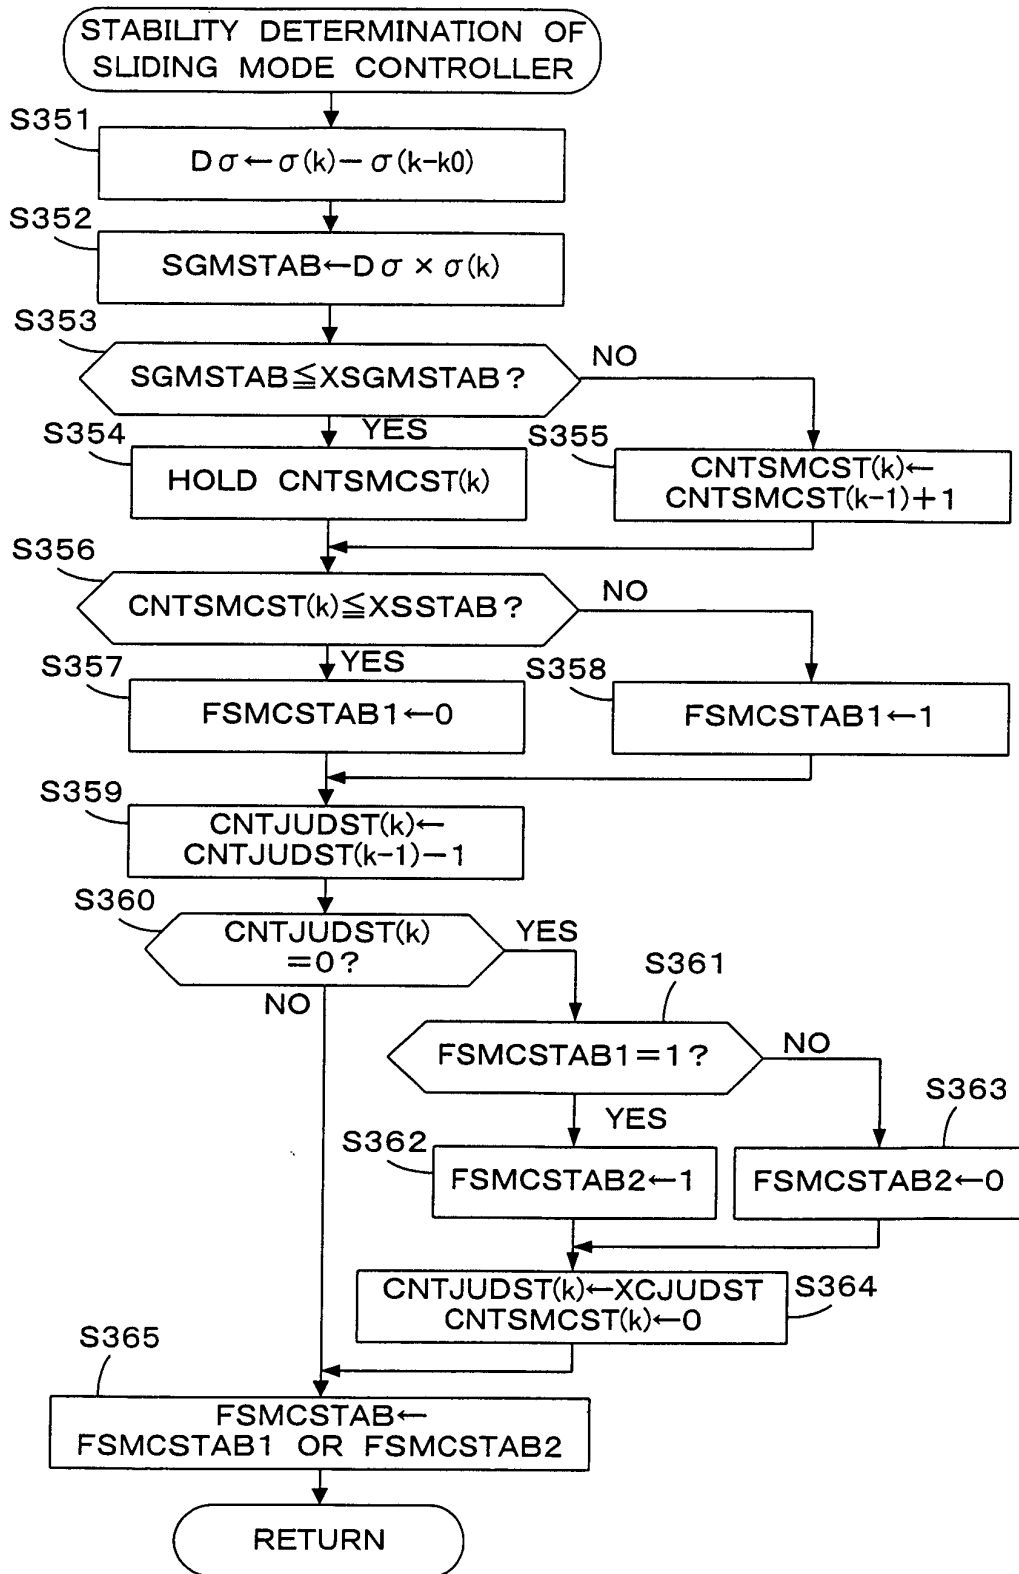 STABILITY DETERMINATION OF
SLIDING MODE CONTROLLER
S351
Dσ←σ(k)−σ(k-k0)
S352
SGMSTAB←Dσ×σ(k)
S353
SGMSTAB≦XSGMSTAB?
NO
YES
S354
HOLD CNTSMCST(k)
S355
CNTSMCST(k)←
CNTSMCST(k-1)+1
S356
CNTSMCST(k)≦XSSTAB?
NO
YES
S357
FSMCSTAB1←0
S358
FSMCSTAB1←1
S359
CNTJUDST(k)←
CNTJUDST(k-1)−1
S360
CNTJUDST(k)
=0?
YES
NO
S361
FSMCSTAB1=1?
NO
YES
S362
FSMCSTAB2←1
S363
FSMCSTAB2←0
CNTJUDST(k)←XCJUDST
CNTSMCST(k)←0
S364
S365
FSMCSTAB←
FSMCSTAB1 OR FSMCSTAB2
RETURN